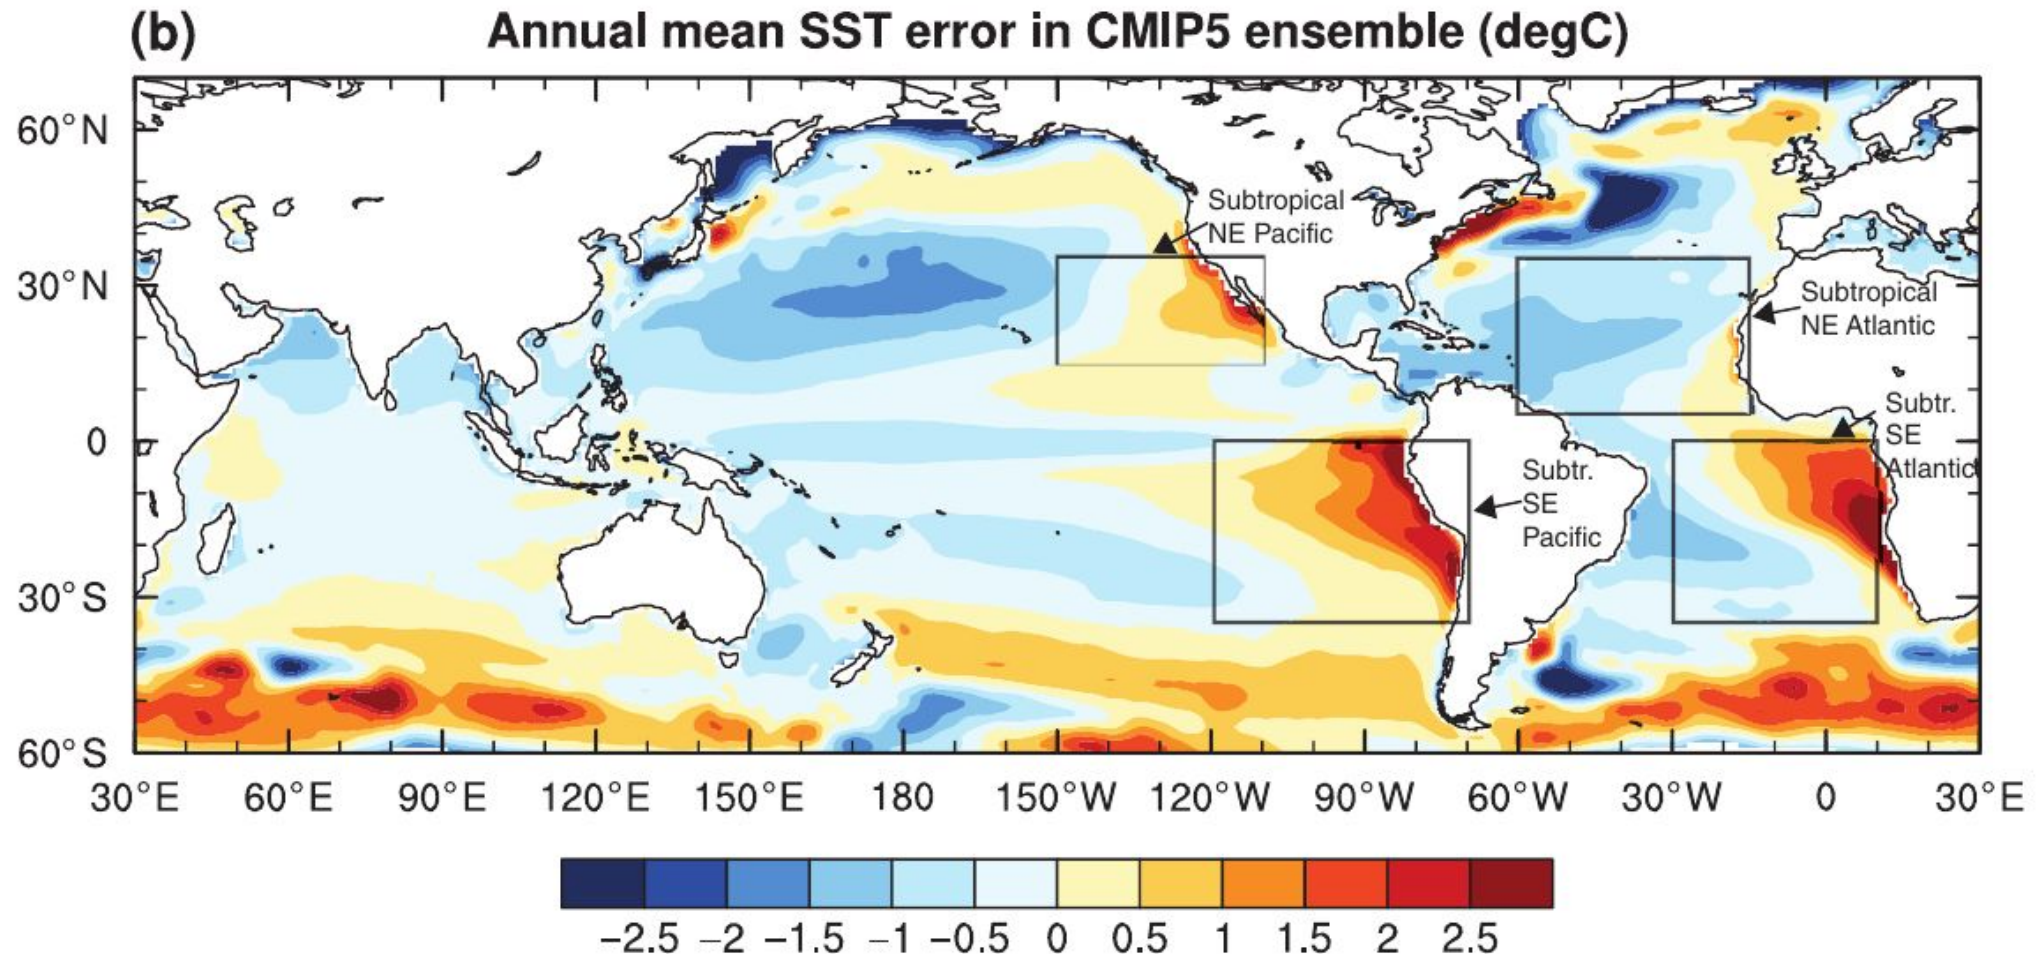 (b) Annual mean SST error in CMIP5 ensemble (degC)
60°N
30°N
0
30°S
60°S
Subtropical
NE Pacific
Subtropical
NE Atlantic
Subtr.
SE
Atlantic
Subtr.
SE
Pacific
30°E 60°E 90°E 120°E 150°E 180 150°W 120°W 90°W 60°W 30°W 0 30°E
−2.5 −2 −1.5 −1 −0.5 0 0.5 1 1.5 2 2.5